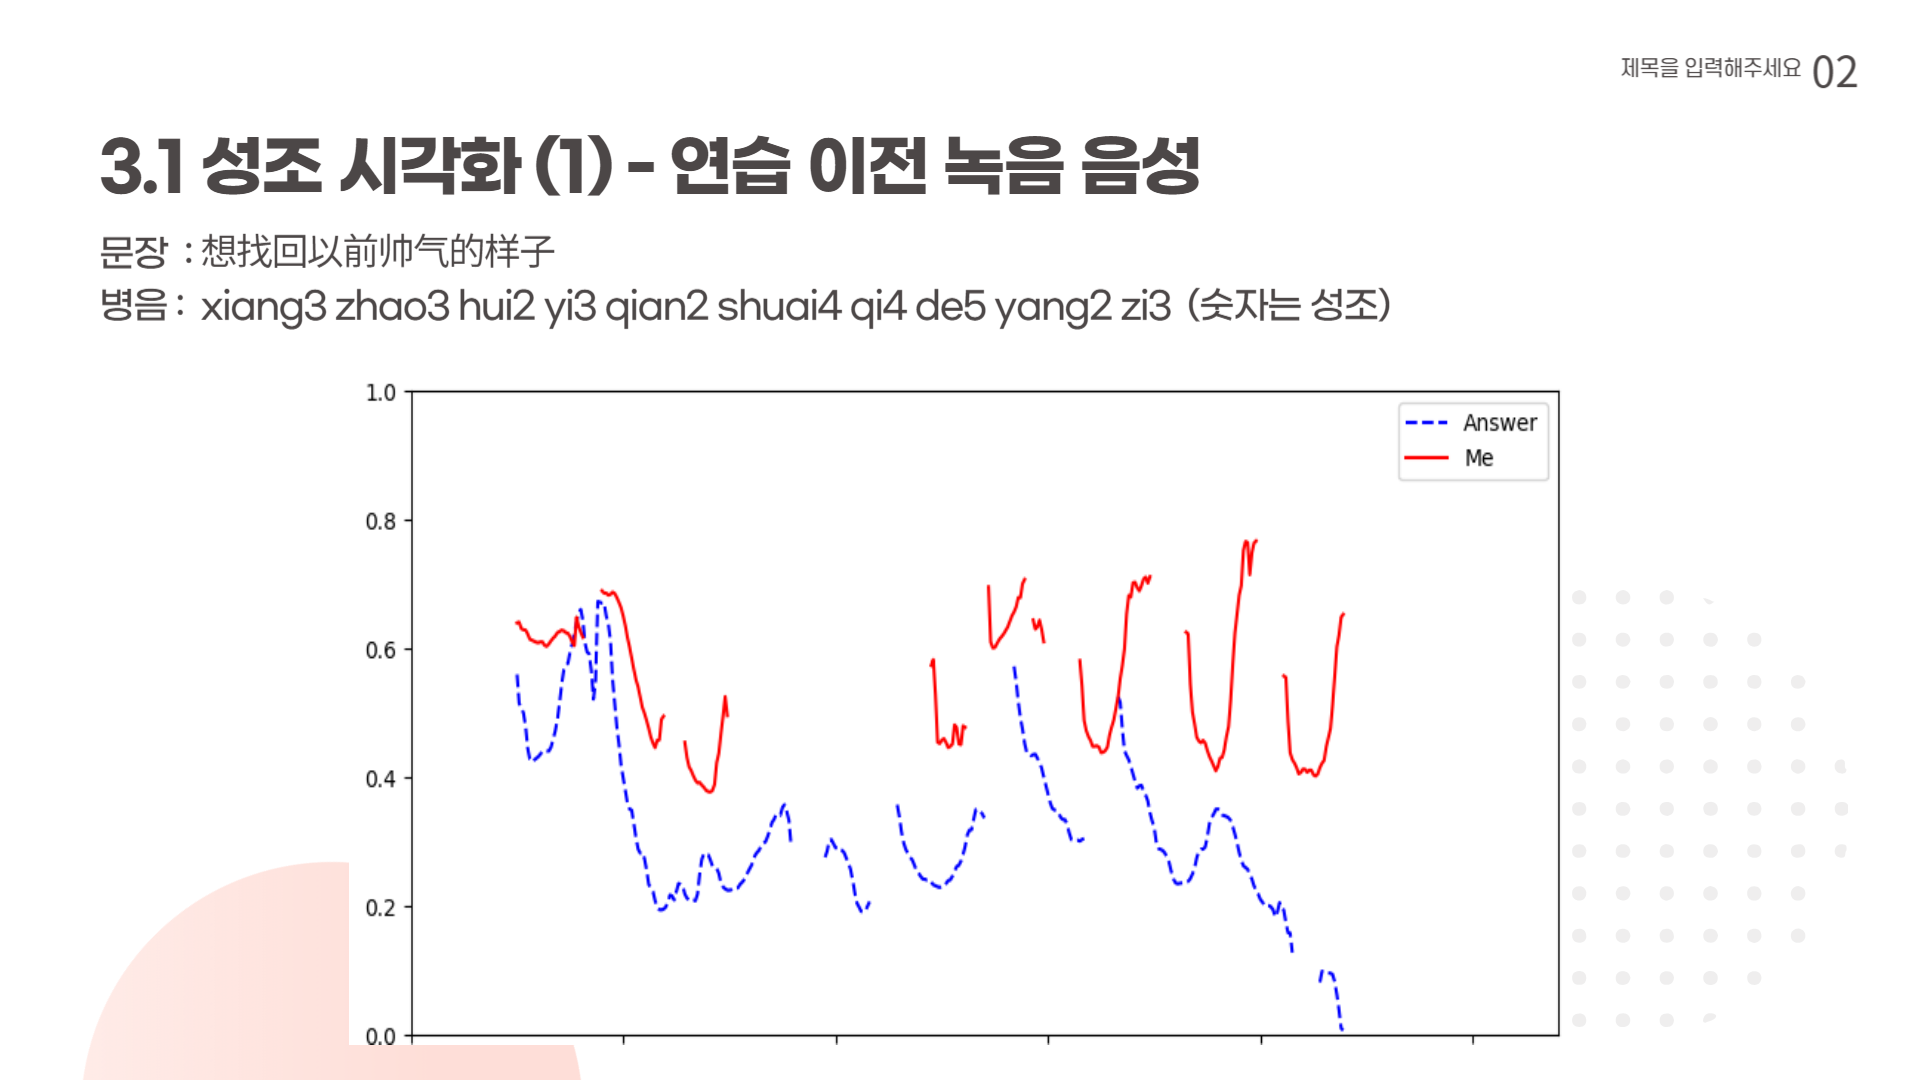 제목을 입력해주세요 02
3.1 성조 시각화 (1) - 연습 이전 녹음 음성
문장 : 想找回以前帅气的样子
병음 : xiang3 zhao3 hui2 yi3 qian2 shuai4 qi4 de5 yang2 zi3 (숫자는 성조)
1.0
0.8
0.6
0.4
0.2
0.0
Answer
Me